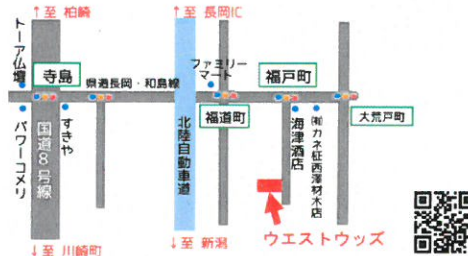 ↑至 柏崎
↑至 長岡IC
トーア仏壇
寺島
県道長岡・和島線
ファミリーマート
福戸町
パワーコメリ
国道8号線
すきや
北陸自動車道
福道町
海津酒店
㈲カネ柾西澤材木店
大荒戸町
↓至 川崎町
↓至 新潟
ウエストウッズ